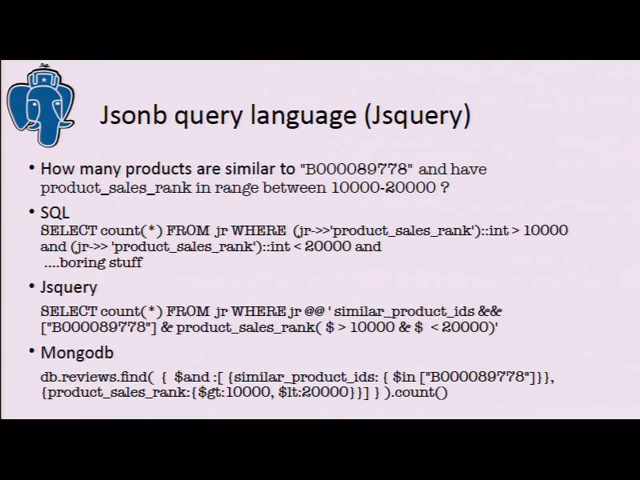 Jsonb query language (Jsquery)
• How many products are similar to "B000089778" and have
product_sales_rank in range between 10000-20000 ?
• SQL
SELECT count(*) FROM jr WHERE (jr->>'product_sales_rank')::int > 10000
and (jr->> 'product_sales_rank')::int < 20000 and
....boring stuff
• Jsquery
SELECT count(*) FROM jr WHERE jr @@ ' similar_product_ids &&
["B000089778"] & product_sales_rank( $ > 10000 & $ < 20000)'
• Mongodb
db.reviews.find( { $and :[ {similar_product_ids: { $in ["B000089778"]}},
{product_sales_rank:{$gt:10000, $lt:20000}}] } ).count()